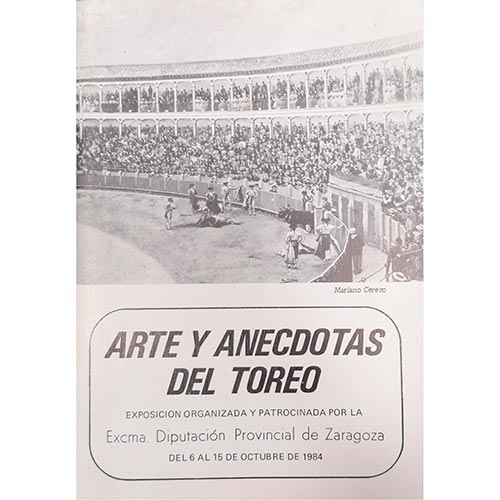 Mariano Cerezo
ARTE Y ANECDOTAS
DEL TOREO
EXPOSICION ORGANIZADA Y PATROCINADA POR LA
Excma. Diputación Provincial de Zaragoza
DEL 6 AL 15 DE OCTUBRE DE 1984